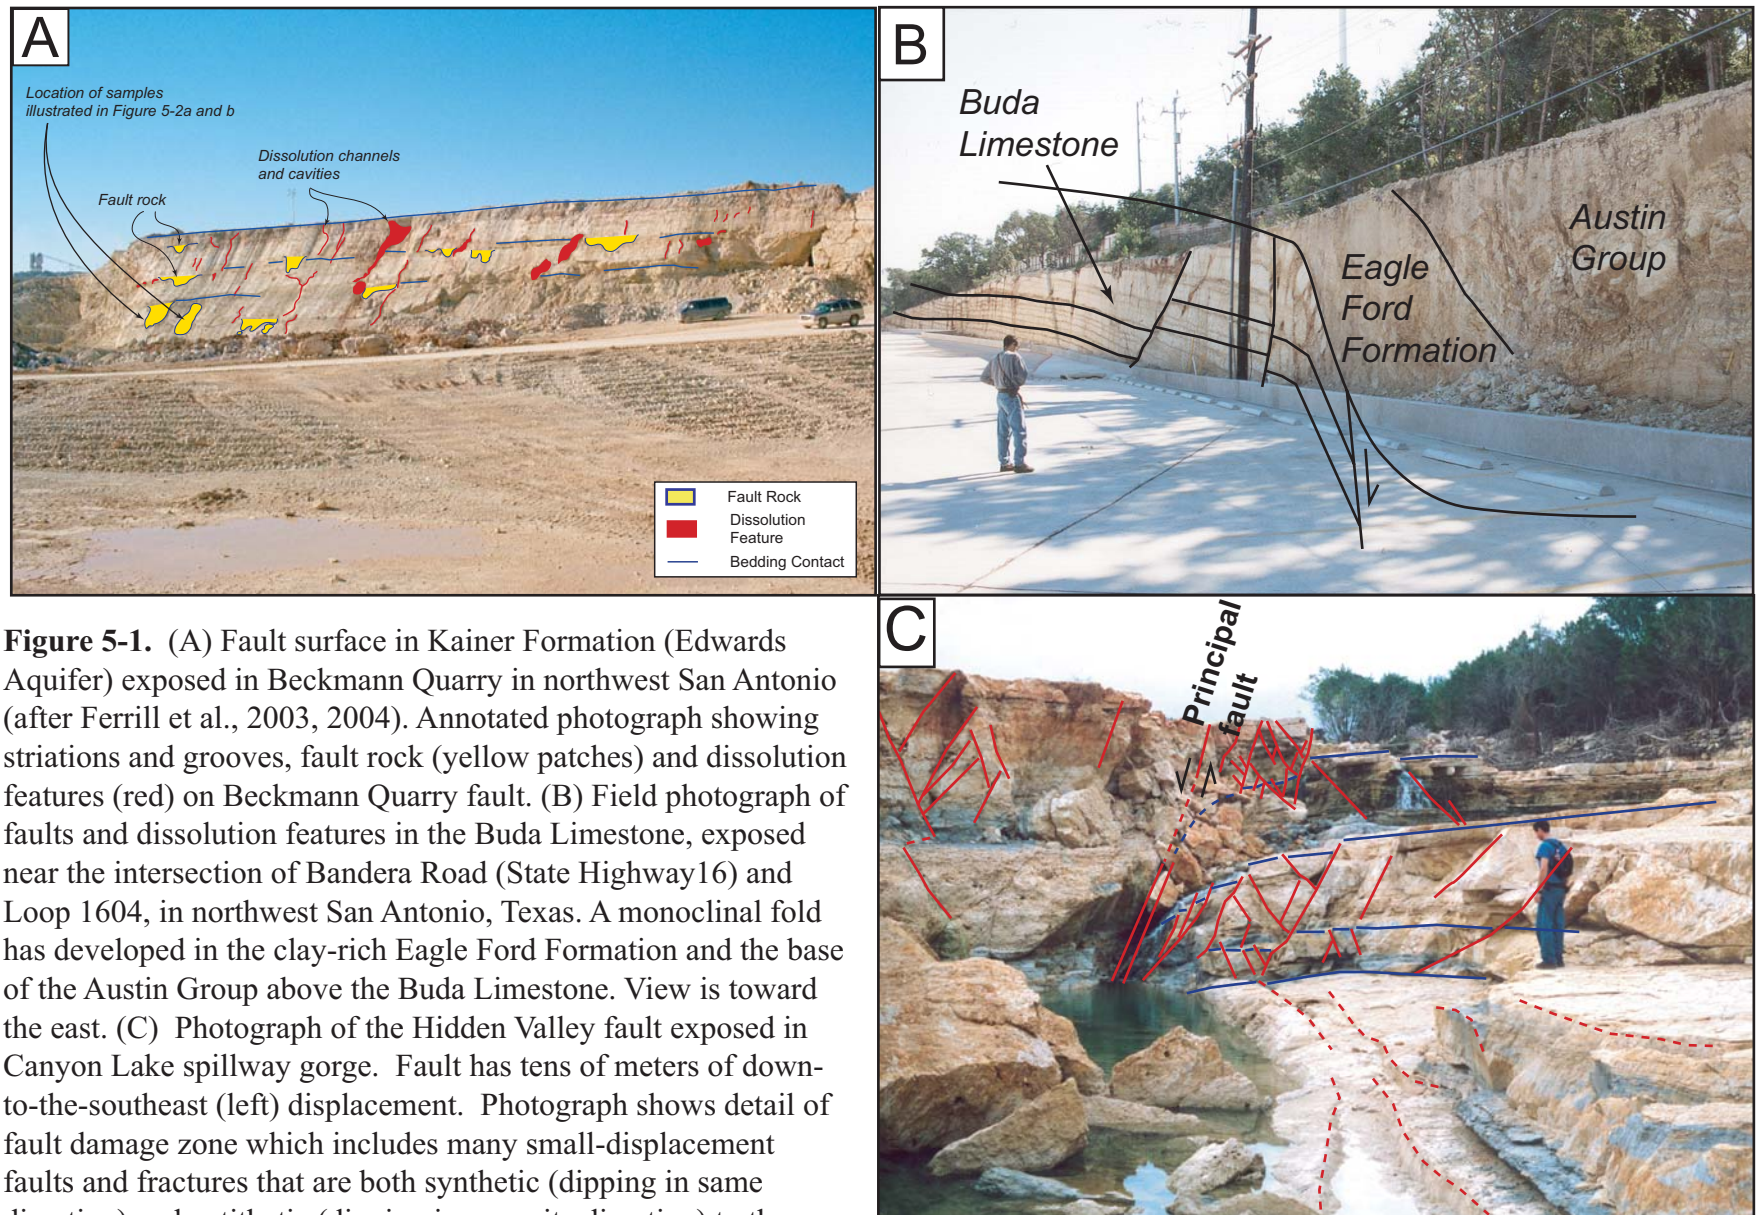 A
Location of samples
illustrated in Figure 5-2a and b
Dissolution channels
and cavities
Fault rock
Fault Rock
Dissolution
Feature
Bedding Contact
B
Buda
Limestone
Eagle
Ford
Formation
Austin
Group
C
Principal
fault
Figure 5-1. (A) Fault surface in Kainer Formation (Edwards
Aquifer) exposed in Beckmann Quarry in northwest San Antonio
(after Ferrill et al., 2003, 2004). Annotated photograph showing
striations and grooves, fault rock (yellow patches) and dissolution
features (red) on Beckmann Quarry fault. (B) Field photograph of
faults and dissolution features in the Buda Limestone, exposed
near the intersection of Bandera Road (State Highway16) and
Loop 1604, in northwest San Antonio, Texas. A monoclinal fold
has developed in the clay-rich Eagle Ford Formation and the base
of the Austin Group above the Buda Limestone. View is toward
the east. (C) Photograph of the Hidden Valley fault exposed in
Canyon Lake spillway gorge. Fault has tens of meters of down-
to-the-southeast (left) displacement. Photograph shows detail of
fault damage zone which includes many small-displacement
faults and fractures that are both synthetic (dipping in same